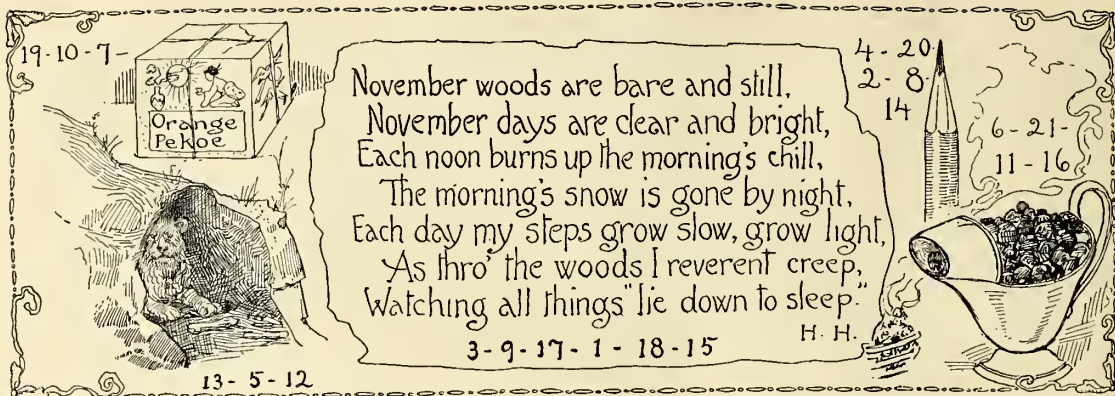 19-10-7-
Orange
Pekoe
13-5-12
November woods are bare and still,
November days are clear and bright,
Each noon burns up the morning's chill,
The morning's snow is gone by night,
Each day my steps grow slow, grow light,
As thro' the woods I reverent creep,
Watching all things "lie down to sleep."
H. H.
3-9-17-1-18-15
4-20
2-8
14
6-21-
11-16